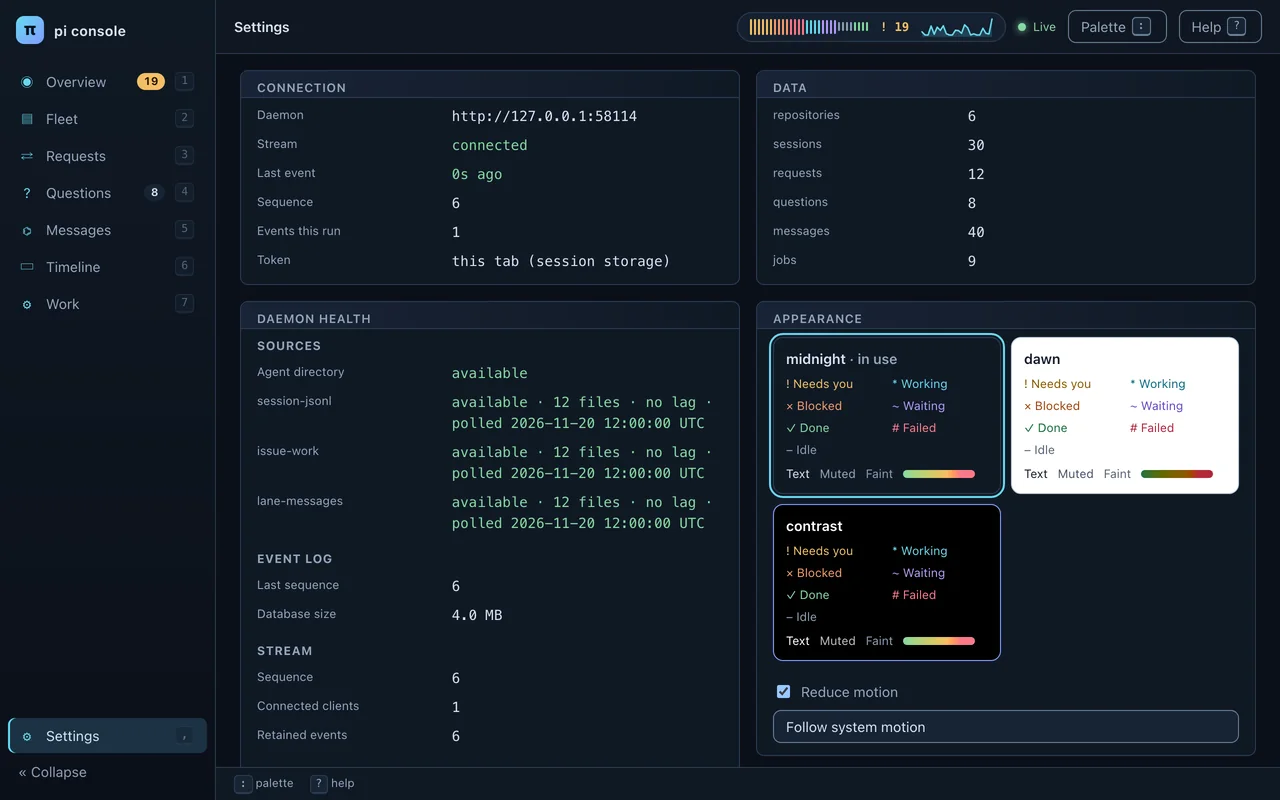 π pi console
Overview 19 1
Fleet 2
Requests 3
? Questions 8 4
Messages 5
Timeline 6
Work 7
Settings ,
« Collapse
Settings
! 19
Live
Palette :
Help ?
CONNECTION
Daemon http://127.0.0.1:58114
Stream connected
Last event 0s ago
Sequence 6
Events this run 1
Token this tab (session storage)
DATA
repositories 6
sessions 30
requests 12
questions 8
messages 40
jobs 9
DAEMON HEALTH
SOURCES
Agent directory available
session-jsonl available · 12 files · no lag ·
polled 2026-11-20 12:00:00 UTC
issue-work available · 12 files · no lag ·
polled 2026-11-20 12:00:00 UTC
lane-messages available · 12 files · no lag ·
polled 2026-11-20 12:00:00 UTC
EVENT LOG
Last sequence 6
Database size 4.0 MB
STREAM
Sequence 6
Connected clients 1
Retained events 6
APPEARANCE
midnight · in use
! Needs you * Working
× Blocked ~ Waiting
✓ Done # Failed
– Idle
Text Muted Faint
dawn
! Needs you * Working
× Blocked ~ Waiting
✓ Done # Failed
– Idle
Text Muted Faint
contrast
! Needs you * Working
× Blocked ~ Waiting
✓ Done # Failed
– Idle
Text Muted Faint
Reduce motion
Follow system motion
: palette ? help